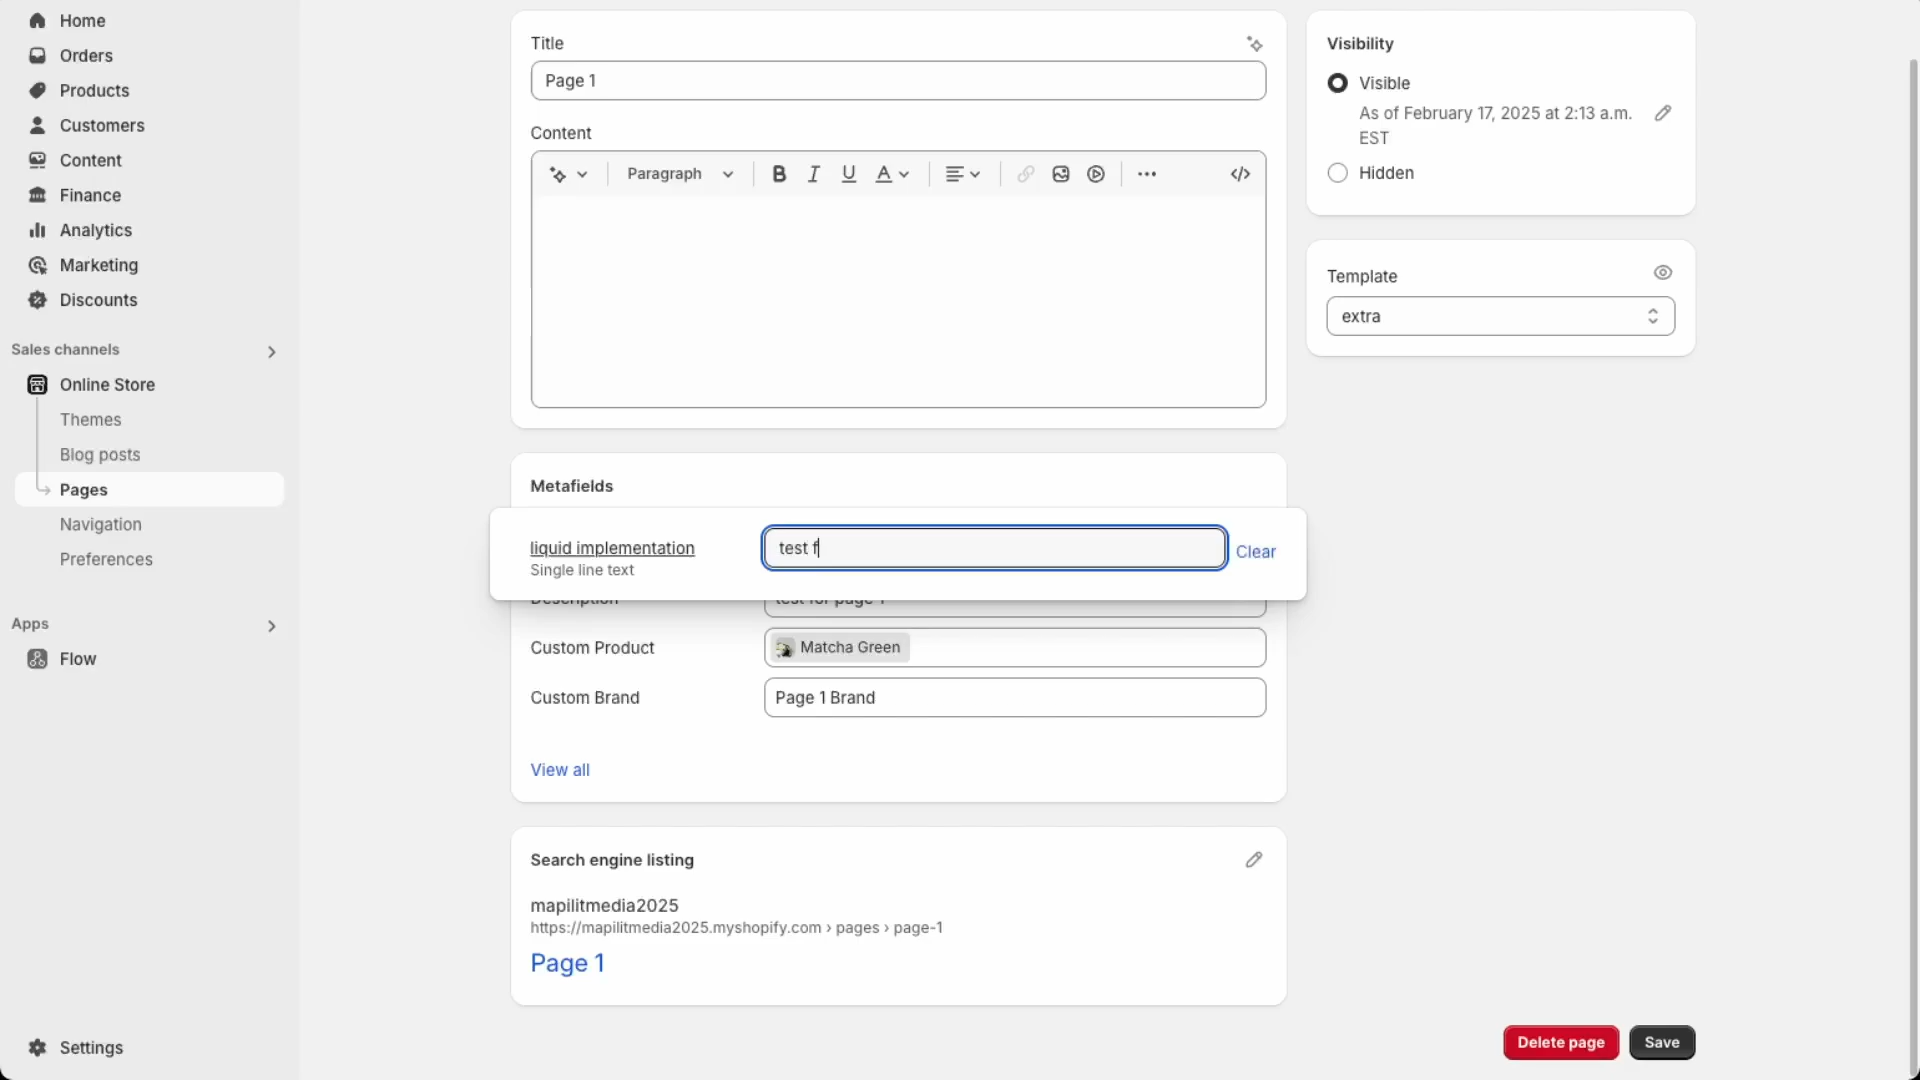 Home
Orders
Products
Customers
Content
Finance
Analytics
Marketing
Discounts
Sales channels
Online Store
Themes
Blog posts
Pages
Navigation
Preferences
Apps
Flow
Settings
Title
Page 1
Content
Paragraph
Metafields
liquid implementation
Single line text
test f
Clear
Description
test for page 1
Custom Product
Matcha Green
Custom Brand
Page 1 Brand
View all
Search engine listing
mapilitmedia2025
https://mapilitmedia2025.myshopify.com › pages › page-1
Page 1
Visibility
Visible
As of February 17, 2025 at 2:13 a.m.
EST
Hidden
Template
extra
Delete page
Save